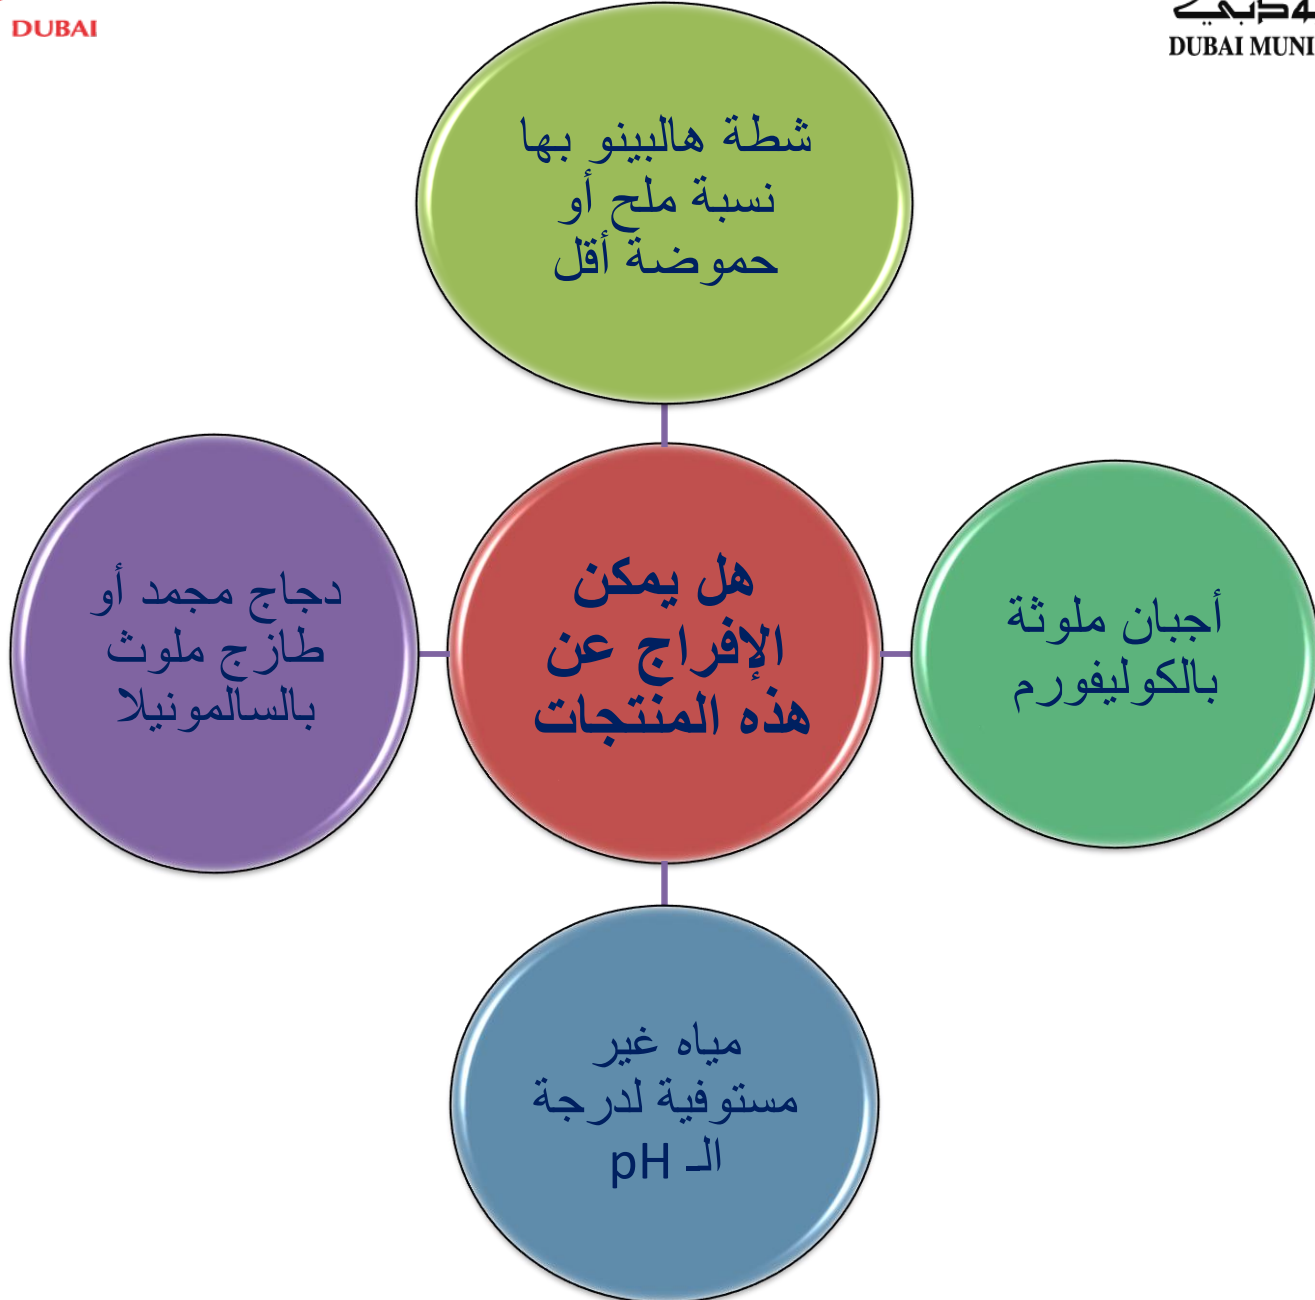 DUBAI
DUBAI MUNI
شطة هالبينو بها
نسبة ملح أو
حموضة أقل
أجبان ملوثة
بالكوليفورم
هل يمكن
الإفراج عن
هذه المنتجات
دجاج مجمد أو
طازج ملوث
بالسالمونيلا
مياه غير
مستوفية لدرجة
الـ pH